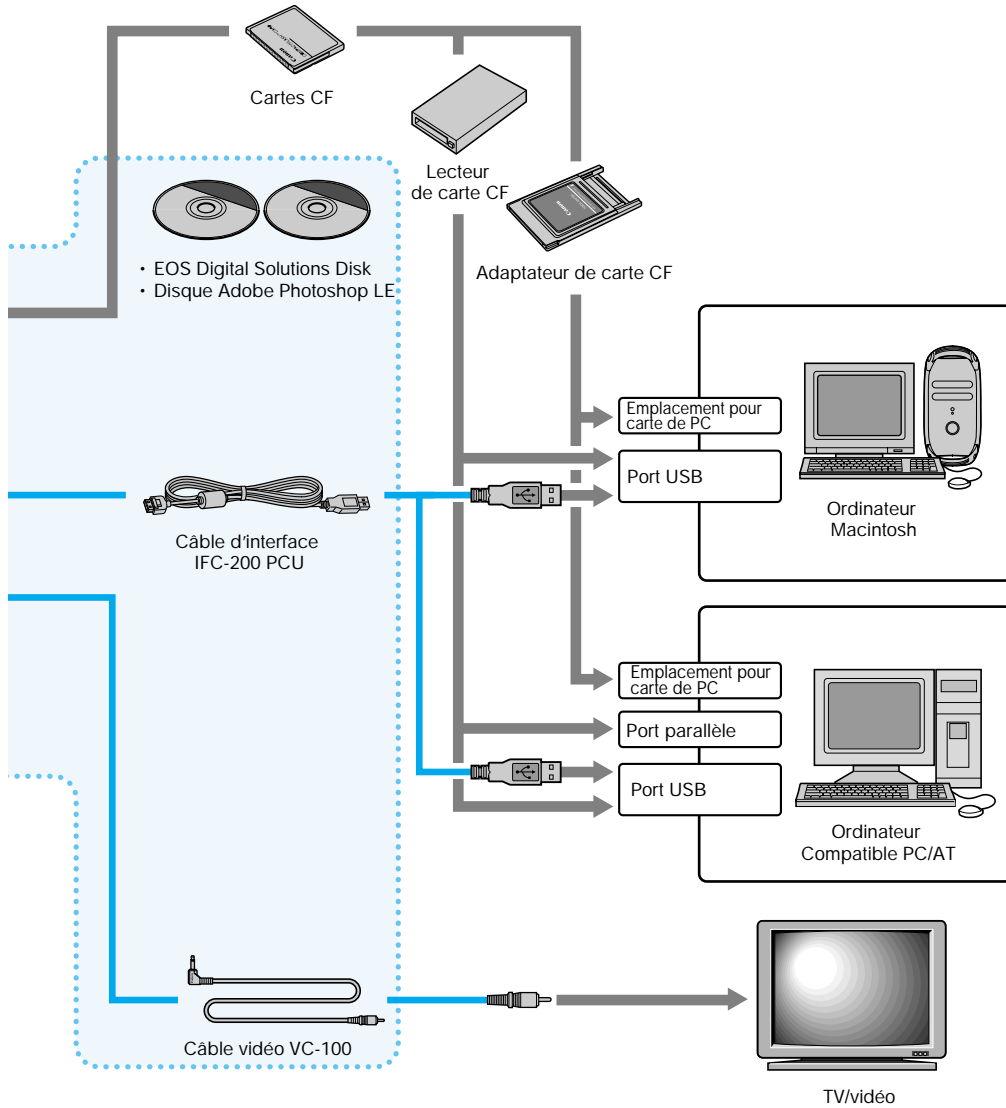 Cartes CF
Lecteur
de carte CF
Adaptateur de carte CF
• EOS Digital Solutions Disk
• Disque Adobe Photoshop LE
Emplacement pour
carte de PC
Port USB
Ordinateur
Macintosh
Câble d'interface
IFC-200 PCU
Emplacement pour
carte de PC
Port parallèle
Port USB
Ordinateur
Compatible PC/AT
Câble vidéo VC-100
TV/vidéo